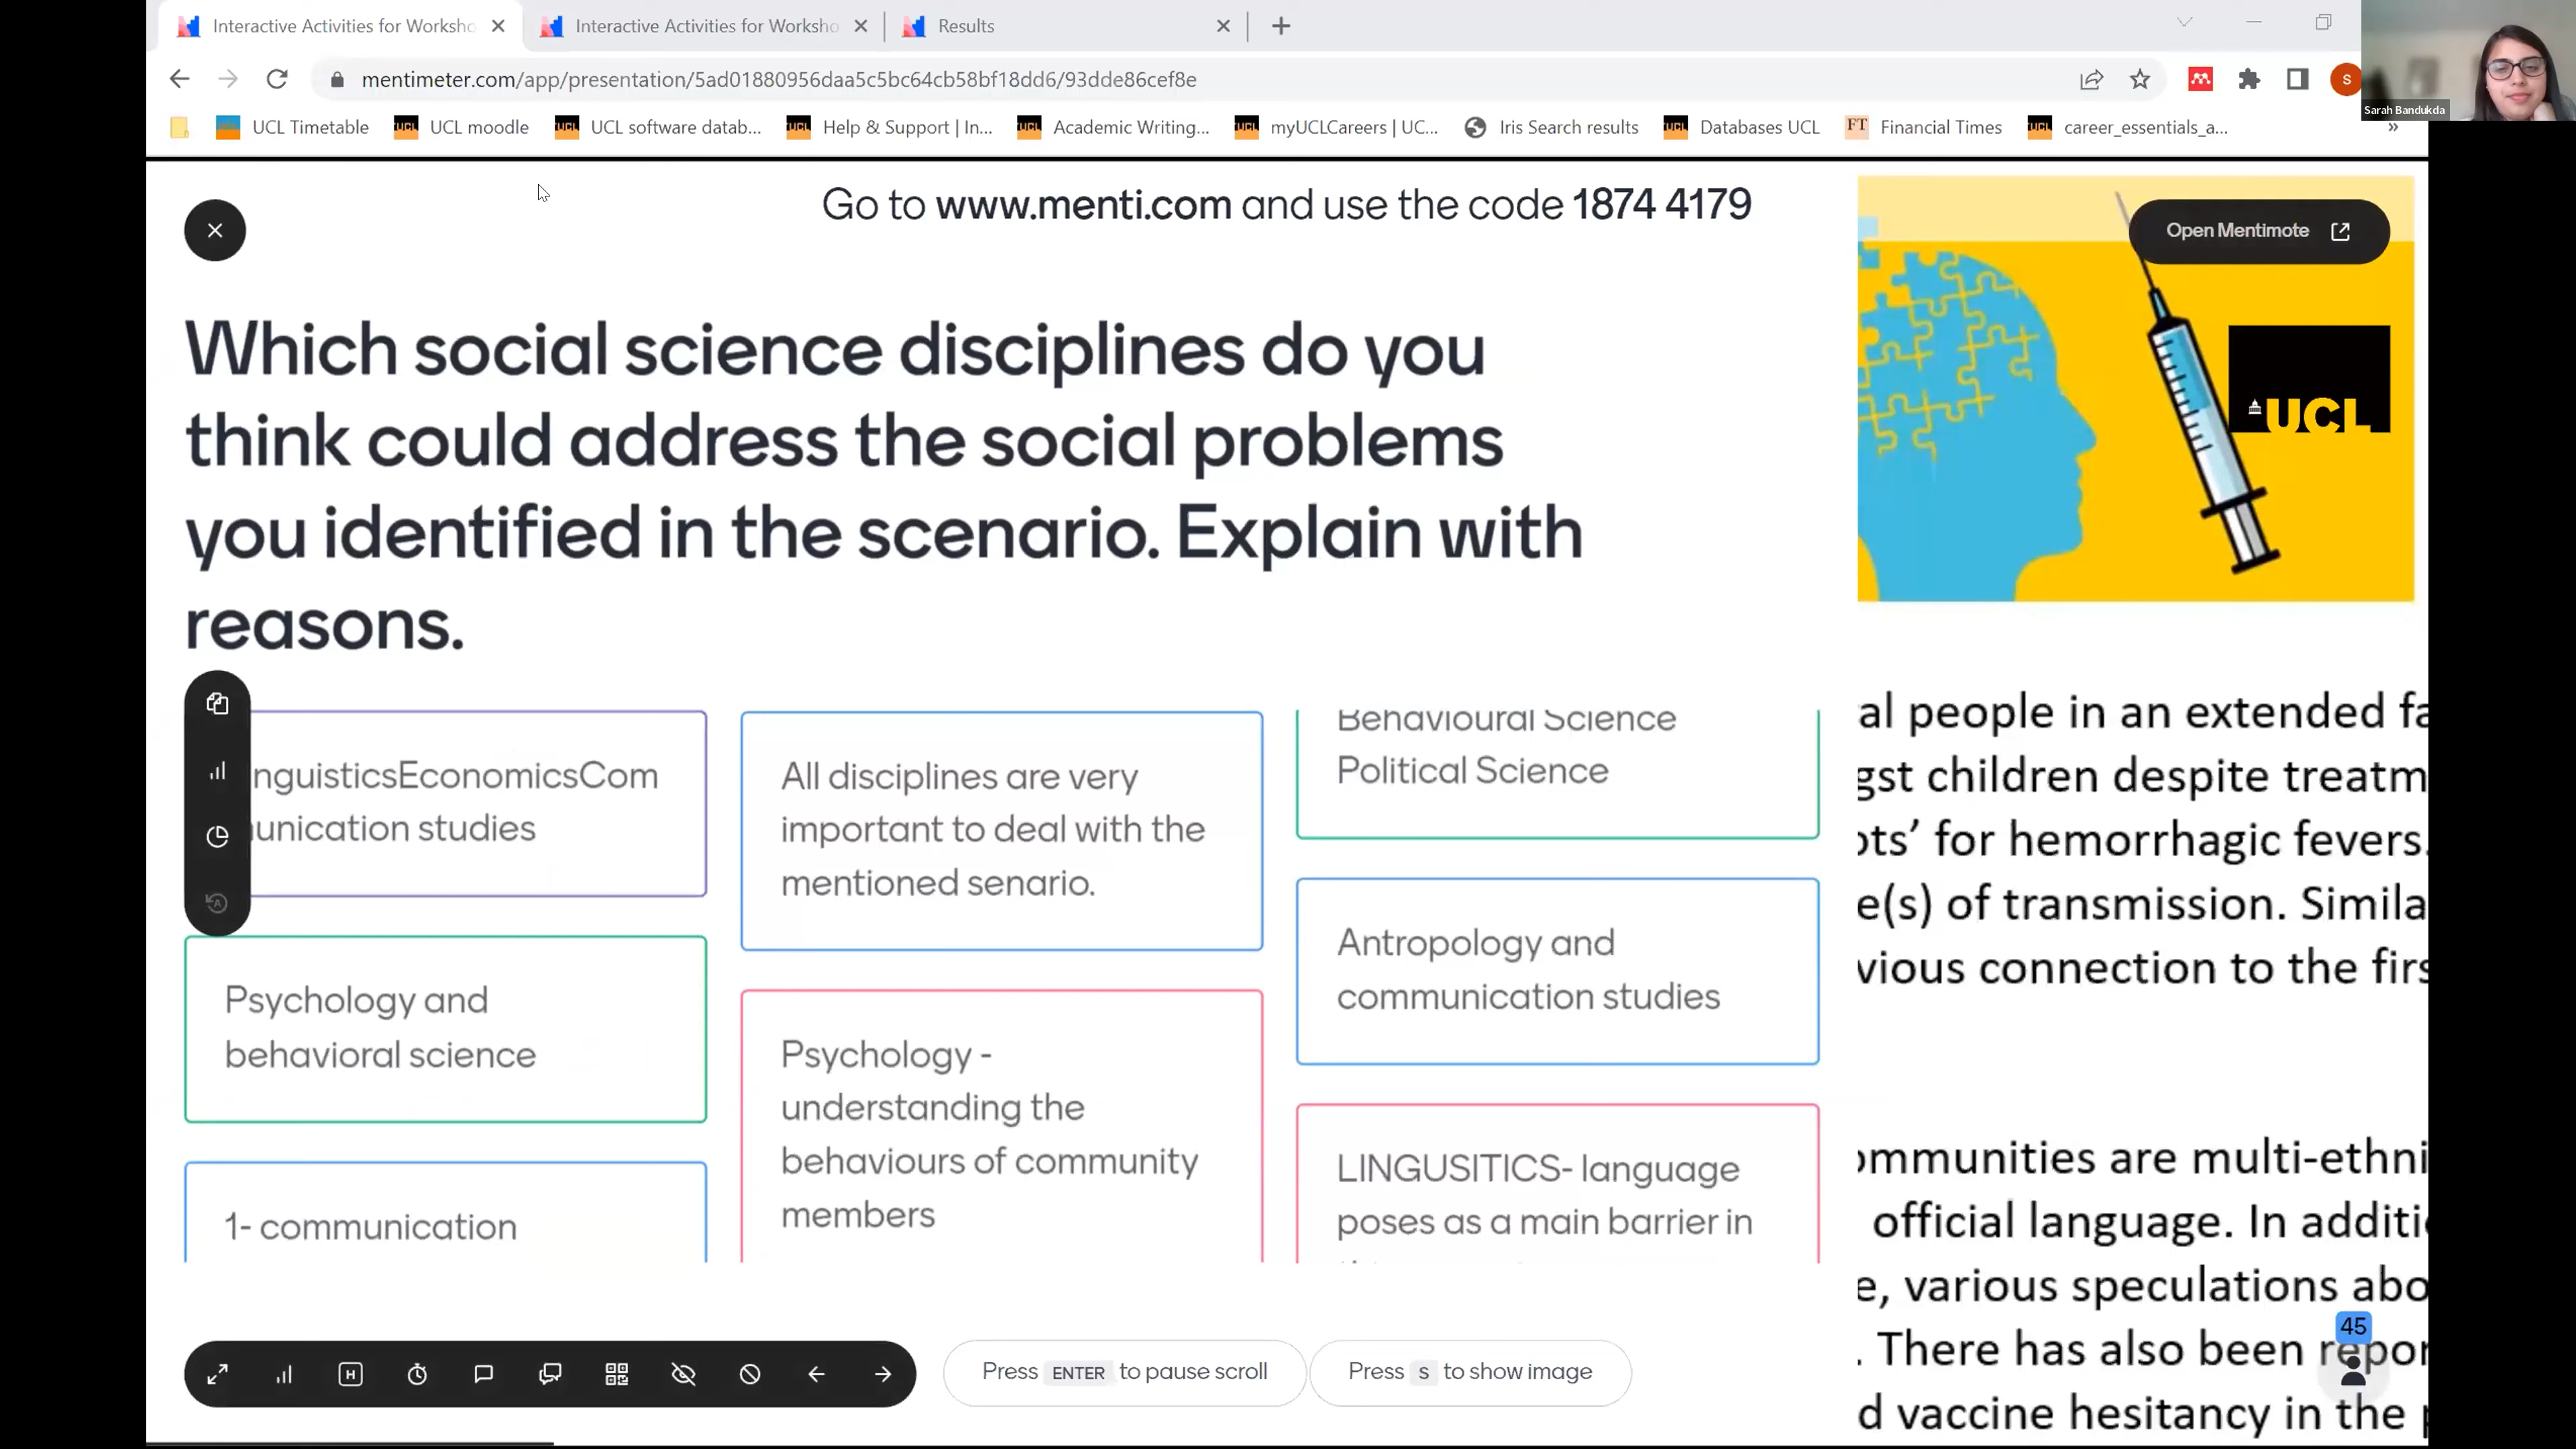 Interactive Activities for Worksho
Interactive Activities for Worksho
Results
mentimeter.com/app/presentation/5ad01880956daa5c5bc64cb58bf18dd6/93dde86cef8e
S
Sarah Bandukda
UCL Timetable
UCL moodle
UCL software datab...
Help & Support | In...
Academic Writing...
myUCLCareers | UC...
Iris Search results
Databases UCL
FT Financial Times
career_essentials_a...
»
Go to www.menti.com and use the code 1874 4179
Open Mentimote
UCL
Which social science disciplines do you
think could address the social problems
you identified in the scenario. Explain with
reasons.
nguisticsEconomicsCom
unication studies
Psychology and
behavioral science
1- communication
All disciplines are very
important to deal with the
mentioned senario.
Psychology -
understanding the
behaviours of community
members
Behavioural Science
Political Science
Antropology and
communication studies
LINGUSITICS- language
poses as a main barrier in
al people in an extended fa
gst children despite treatm
ots’ for hemorrhagic fevers.
e(s) of transmission. Simila
vious connection to the firs
ommunities are multi-ethni
official language. In additi
e, various speculations abo
. There has also been repor
d vaccine hesitancy in the
45
H
Press ENTER to pause scroll
Press S to show image